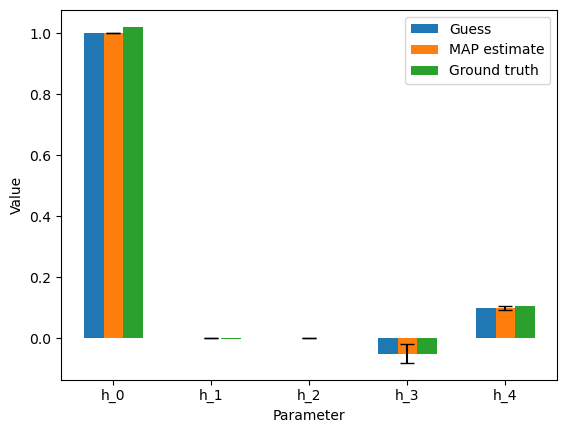 Guess
MAP estimate
Ground truth
1.0
0.8
0.6
0.4
0.2
0.0
Value
h_0 h_1 h_2 h_3 h_4
Parameter